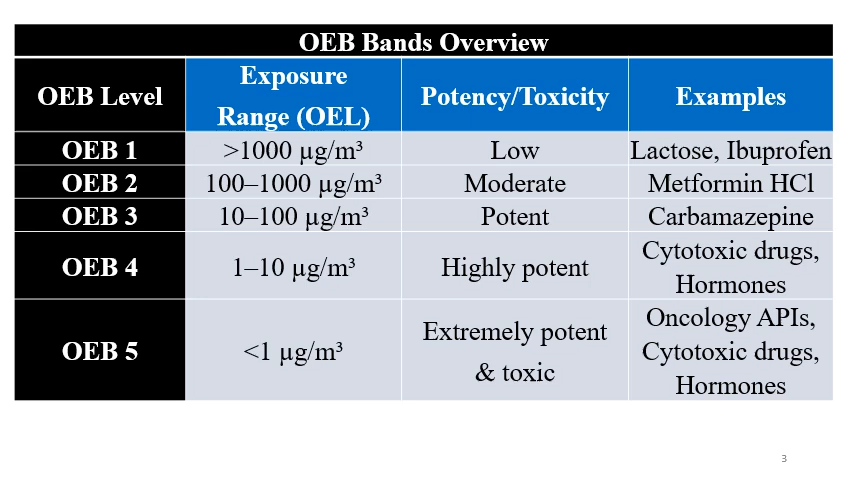 OEB Bands Overview
OEB Level
Exposure
Range (OEL)
Potency/Toxicity
Examples
OEB 1
>1000 µg/m³
Low
Lactose, Ibuprofen
OEB 2
100–1000 µg/m³
Moderate
Metformin HCl
OEB 3
10–100 µg/m³
Potent
Carbamazepine
OEB 4
1–10 µg/m³
Highly potent
Cytotoxic drugs,
Hormones
OEB 5
<1 µg/m³
Extremely potent
& toxic
Oncology APIs,
Cytotoxic drugs,
Hormones
3